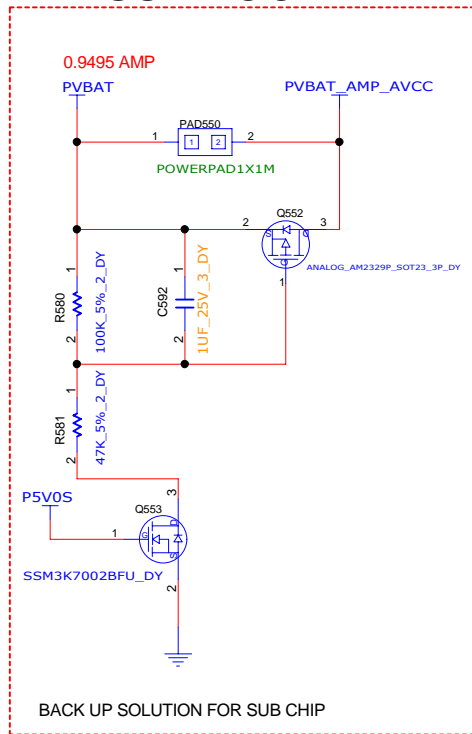 0.9495 AMP
PVBAT
PVBAT_AMP_AVCC
PAD550
1
1
2
2
POWERPAD1X1M
Q552
2
3
S
D
G
1
ANALOG_AM2329P_SOT23_3P_DY
1
R580
100K_5%_2_DY
2
1
C592
1UF_25V_3_DY
2
1
R581
47K_5%_2_DY
2
P5V0S
Q553
3
D
1
G
S
SSM3K7002BFU_DY
2
BACK UP SOLUTION FOR SUB CHIP